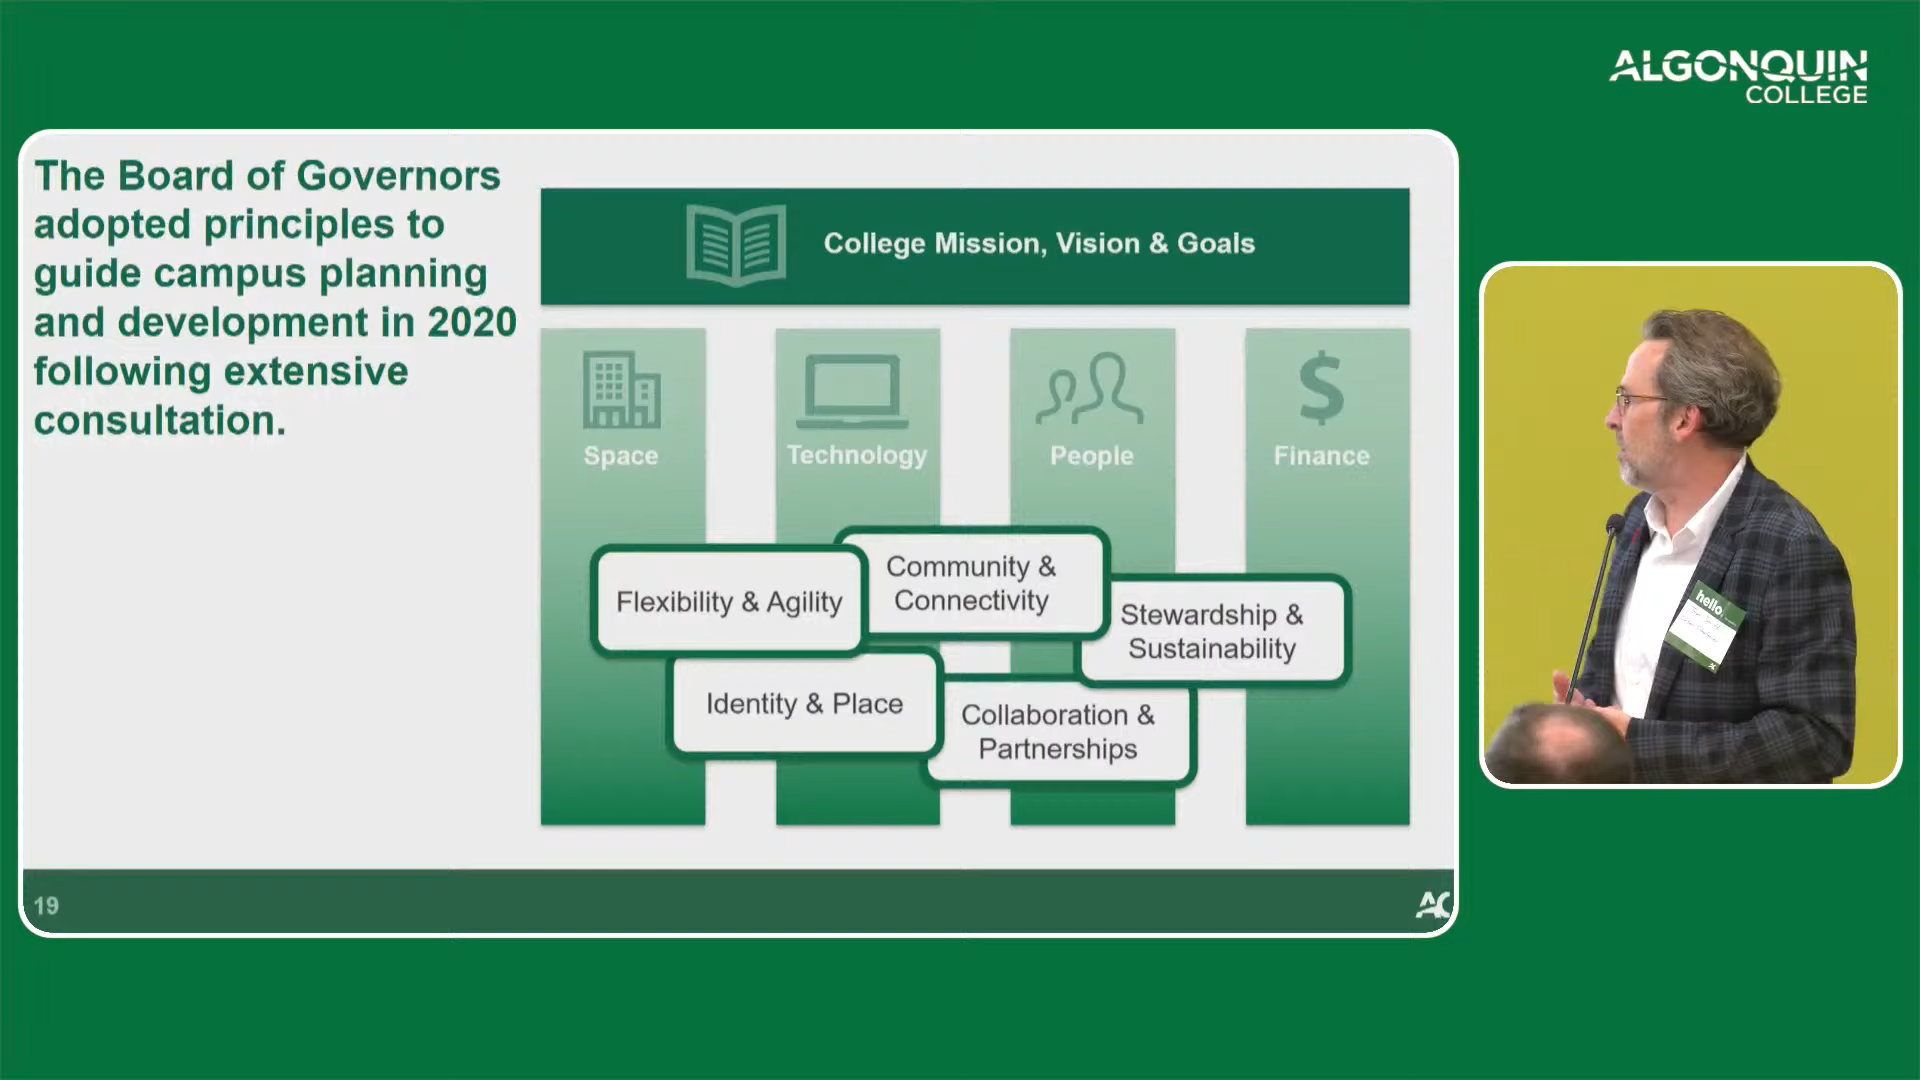 ALGONQUIN
COLLEGE
The Board of Governors
adopted principles to
guide campus planning
and development in 2020
following extensive
consultation.
College Mission, Vision & Goals
Space
Technology
People
$
Finance
Flexibility & Agility
Community &
Connectivity
Stewardship &
Sustainability
Identity & Place
Collaboration &
Partnerships
19
AC
hello